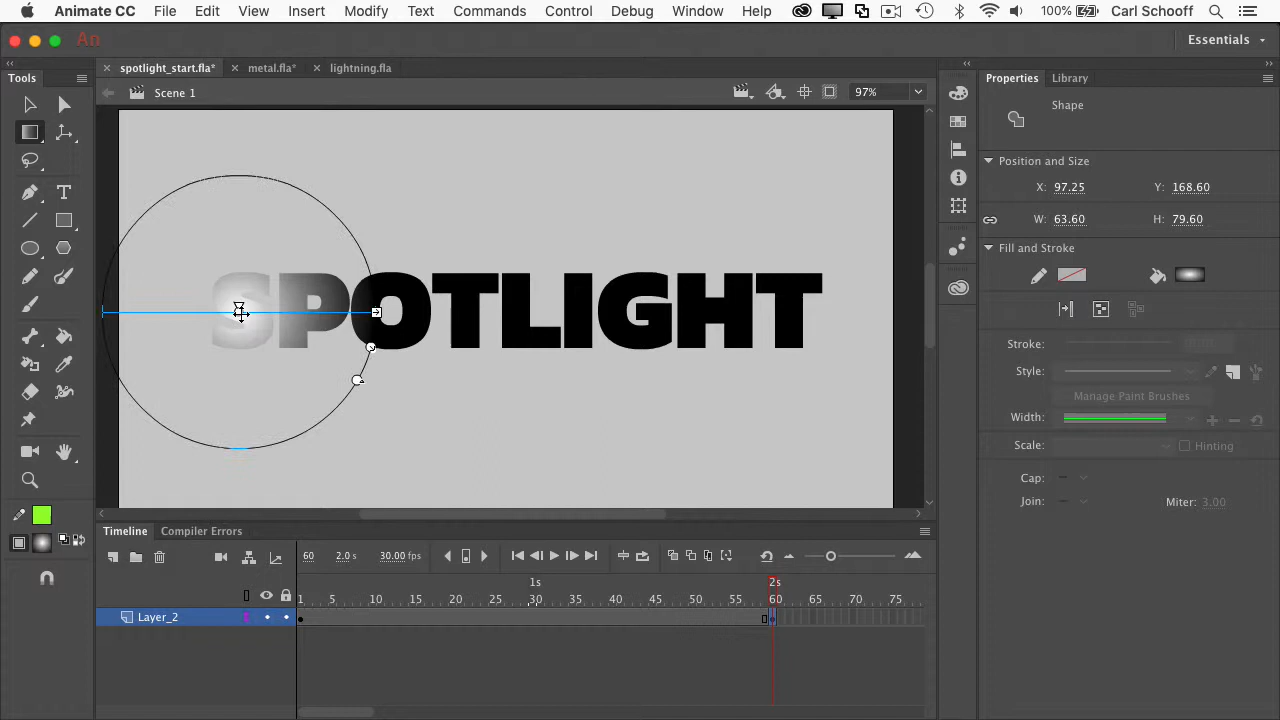 Animate CC File Edit View Insert Modify Text Commands Control Debug Window Help 100% Carl Schooff
An Essentials
Tools
spotlight_start.fla* metal.fla* lightning.fla
Properties Library
Scene 1 97%
Shape
Position and Size
X: 97.25 Y: 168.60
W: 63.60 H: 79.60
Fill and Stroke
SPOTLIGHT
Stroke:
Style:
Manage Paint Brushes
Width:
Scale: Hinting
Cap:
Join: Miter: 3.00
Timeline Compiler Errors
60 2.0 s 30.00 fps
1s 2s
1 5 10 15 20 25 30 35 40 45 50 55 60 65 70 75
Layer_2